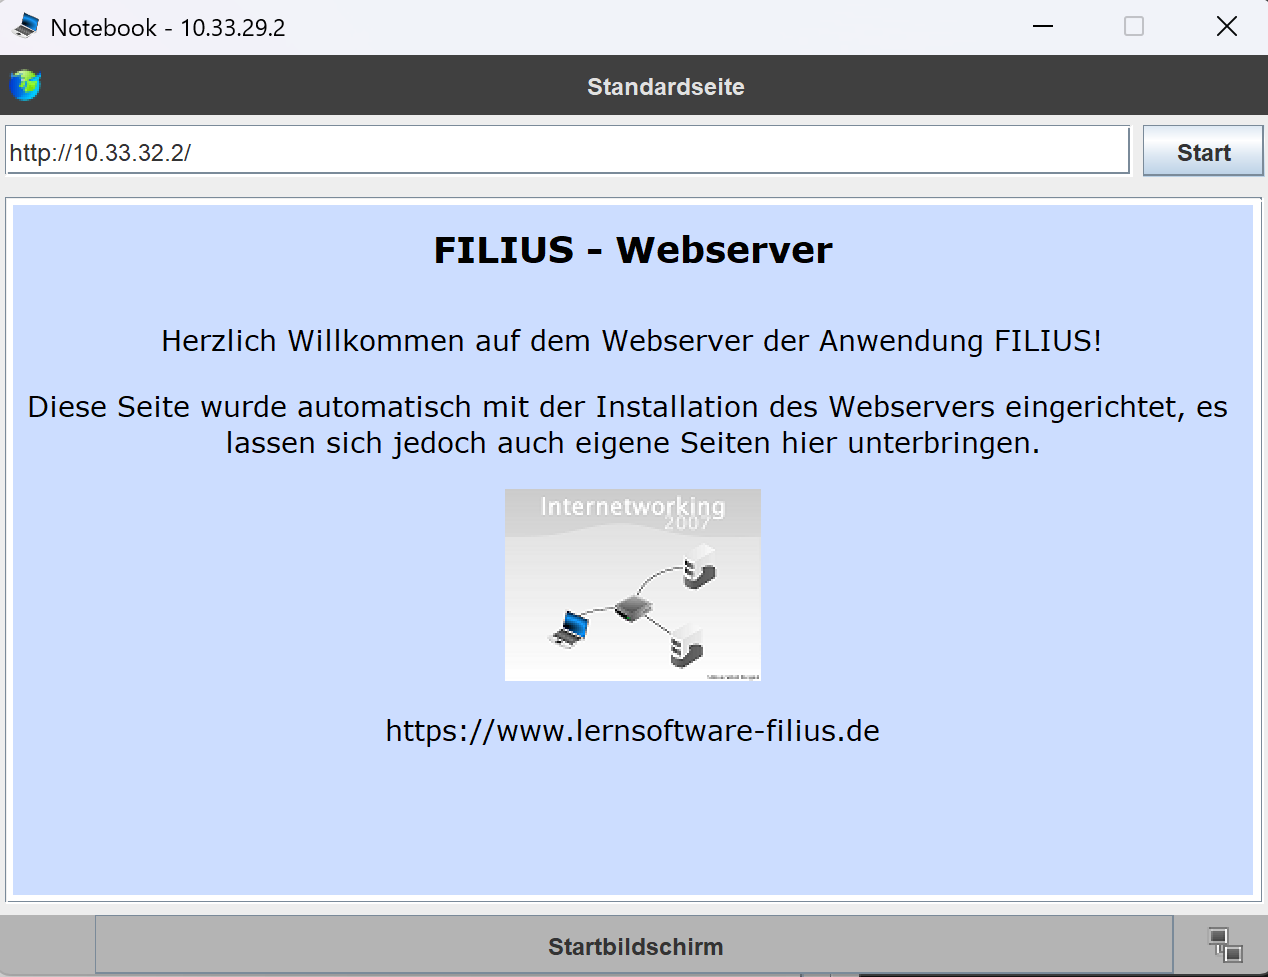 Notebook - 10.33.29.2
Standardseite
http://10.33.32.2/
Start
FILIUS - Webserver
Herzlich Willkommen auf dem Webserver der Anwendung FILIUS!
Diese Seite wurde automatisch mit der Installation des Webservers eingerichtet, es
lassen sich jedoch auch eigene Seiten hier unterbringen.
Internetworking
2007
https://www.lernsoftware-filius.de
Startbildschirm